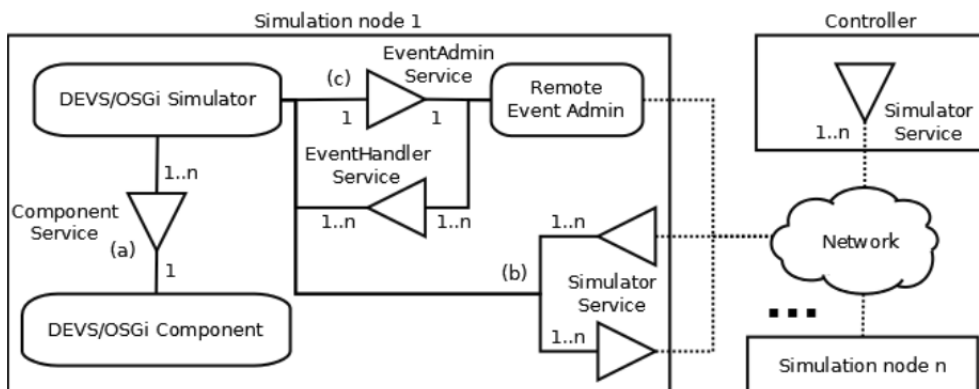 Simulation node 1
Controller
EventAdmin
Service
(c)
DEVS/OSGi Simulator
Remote
Event Admin
1
1
Simulator
Service
1..n
EventHandler
Service
1..n
1..n
1..n
Component
Service
(a)
1
1..n
(b)
Network
Simulator
Service
1..n
DEVS/OSGi Component
Simulation node n